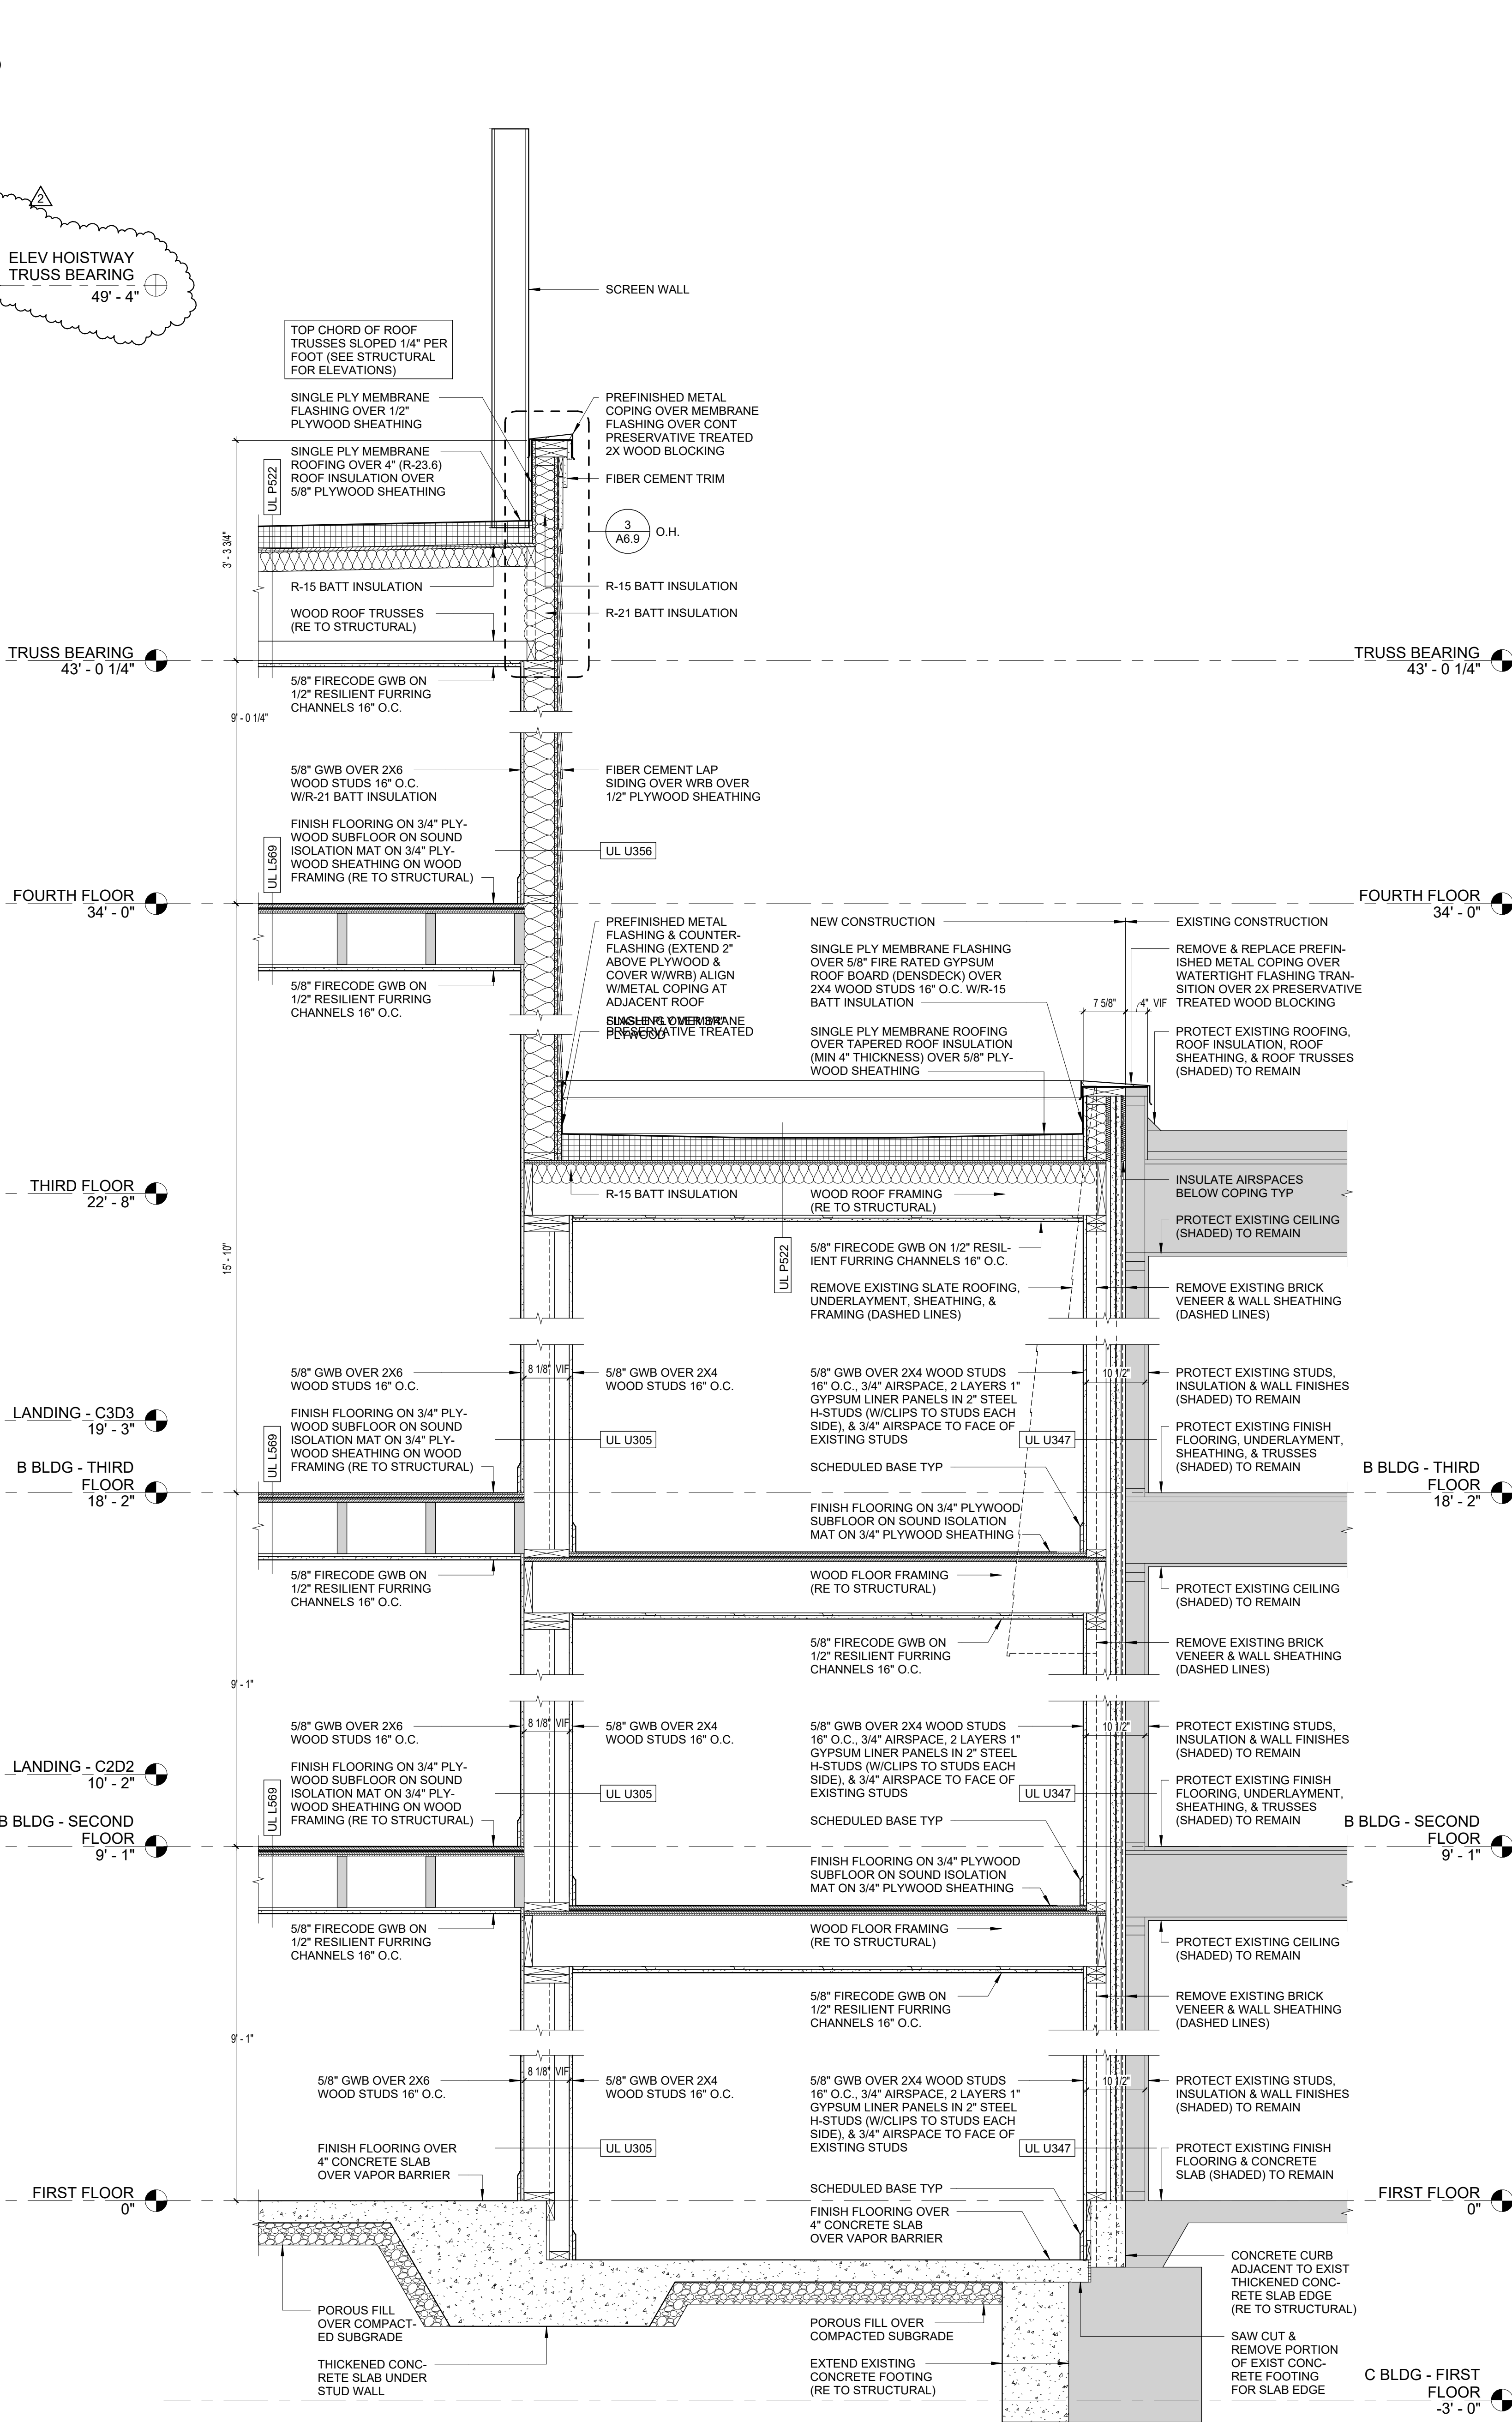 2
ELEV HOISTWAY
TRUSS BEARING
49' - 4"
SCREEN WALL
TOP CHORD OF ROOF
TRUSSES SLOPED 1/4" PER
FOOT (SEE STRUCTURAL
FOR ELEVATIONS)
SINGLE PLY MEMBRANE
FLASHING OVER 1/2"
PLYWOOD SHEATHING
SINGLE PLY MEMBRANE
ROOFING OVER 4" (R-23.6)
ROOF INSULATION OVER
5/8" PLYWOOD SHEATHING
UL P522
PREFINISHED METAL
COPING OVER MEMBRANE
FLASHING OVER CONT
PRESERVATIVE TREATED
2X WOOD BLOCKING
FIBER CEMENT TRIM
3
A6.9
O.H.
3' - 3 3/4"
R-15 BATT INSULATION
WOOD ROOF TRUSSES
(RE TO STRUCTURAL)
R-15 BATT INSULATION
R-21 BATT INSULATION
TRUSS BEARING
43' - 0 1/4"
TRUSS BEARING
43' - 0 1/4"
5/8" FIRECODE GWB ON
1/2" RESILIENT FURRING
CHANNELS 16" O.C.
9' - 0 1/4"
5/8" GWB OVER 2X6
WOOD STUDS 16" O.C.
W/R-21 BATT INSULATION
FIBER CEMENT LAP
SIDING OVER WRB OVER
1/2" PLYWOOD SHEATHING
FINISH FLOORING ON 3/4" PLY-
WOOD SUBFLOOR ON SOUND
ISOLATION MAT ON 3/4" PLY-
WOOD SHEATHING ON WOOD
FRAMING (RE TO STRUCTURAL)
UL L569
UL U356
FOURTH FLOOR
34' - 0"
FOURTH FLOOR
34' - 0"
5/8" FIRECODE GWB ON
1/2" RESILIENT FURRING
CHANNELS 16" O.C.
PREFINISHED METAL
FLASHING & COUNTER-
FLASHING (EXTEND 2"
ABOVE PLYWOOD &
COVER W/WRB) ALIGN
W/METAL COPING AT
ADJACENT ROOF
SINGLE PLY MEMBRANE
FLASHING OVER 3/4"
PRESERVATIVE TREATED
PLYWOOD
NEW CONSTRUCTION
SINGLE PLY MEMBRANE FLASHING
OVER 5/8" FIRE RATED GYPSUM
ROOF BOARD (DENSDECK) OVER
2X4 WOOD STUDS 16" O.C. W/R-15
BATT INSULATION
SINGLE PLY MEMBRANE ROOFING
OVER TAPERED ROOF INSULATION
(MIN 4" THICKNESS) OVER 5/8" PLY-
WOOD SHEATHING
7 5/8"
4" VIF
EXISTING CONSTRUCTION
REMOVE & REPLACE PREFIN-
ISHED METAL COPING OVER
WATERTIGHT FLASHING TRAN-
SITION OVER 2X PRESERVATIVE
TREATED WOOD BLOCKING
PROTECT EXISTING ROOFING,
ROOF INSULATION, ROOF
SHEATHING, & ROOF TRUSSES
(SHADED) TO REMAIN
THIRD FLOOR
22' - 8"
R-15 BATT INSULATION
WOOD ROOF FRAMING
(RE TO STRUCTURAL)
INSULATE AIRSPACES
BELOW COPING TYP
PROTECT EXISTING CEILING
(SHADED) TO REMAIN
15' - 10"
UL P522
5/8" FIRECODE GWB ON 1/2" RESIL-
IENT FURRING CHANNELS 16" O.C.
REMOVE EXISTING SLATE ROOFING,
UNDERLAYMENT, SHEATHING, &
FRAMING (DASHED LINES)
REMOVE EXISTING BRICK
VENEER & WALL SHEATHING
(DASHED LINES)
5/8" GWB OVER 2X6
WOOD STUDS 16" O.C.
8 1/8" VIF
5/8" GWB OVER 2X4
WOOD STUDS 16" O.C.
5/8" GWB OVER 2X4 WOOD STUDS
16" O.C., 3/4" AIRSPACE, 2 LAYERS 1"
GYPSUM LINER PANELS IN 2" STEEL
H-STUDS (W/CLIPS TO STUDS EACH
SIDE), & 3/4" AIRSPACE TO FACE OF
EXISTING STUDS
10 1/2"
PROTECT EXISTING STUDS,
INSULATION & WALL FINISHES
(SHADED) TO REMAIN
LANDING - C3D3
19' - 3"
FINISH FLOORING ON 3/4" PLY-
WOOD SUBFLOOR ON SOUND
ISOLATION MAT ON 3/4" PLY-
WOOD SHEATHING ON WOOD
FRAMING (RE TO STRUCTURAL)
UL L569
UL U305
UL U347
PROTECT EXISTING FINISH
FLOORING, UNDERLAYMENT,
SHEATHING, & TRUSSES
(SHADED) TO REMAIN
SCHEDULED BASE TYP
B BLDG - THIRD
FLOOR
18' - 2"
B BLDG - THIRD
FLOOR
18' - 2"
FINISH FLOORING ON 3/4" PLYWOOD
SUBFLOOR ON SOUND ISOLATION
MAT ON 3/4" PLYWOOD SHEATHING
5/8" FIRECODE GWB ON
1/2" RESILIENT FURRING
CHANNELS 16" O.C.
WOOD FLOOR FRAMING
(RE TO STRUCTURAL)
PROTECT EXISTING CEILING
(SHADED) TO REMAIN
5/8" FIRECODE GWB ON
1/2" RESILIENT FURRING
CHANNELS 16" O.C.
REMOVE EXISTING BRICK
VENEER & WALL SHEATHING
(DASHED LINES)
9' - 1"
5/8" GWB OVER 2X6
WOOD STUDS 16" O.C.
8 1/8" VIF
5/8" GWB OVER 2X4
WOOD STUDS 16" O.C.
5/8" GWB OVER 2X4 WOOD STUDS
16" O.C., 3/4" AIRSPACE, 2 LAYERS 1"
GYPSUM LINER PANELS IN 2" STEEL
H-STUDS (W/CLIPS TO STUDS EACH
SIDE), & 3/4" AIRSPACE TO FACE OF
EXISTING STUDS
10 1/2"
PROTECT EXISTING STUDS,
INSULATION & WALL FINISHES
(SHADED) TO REMAIN
LANDING - C2D2
10' - 2"
FINISH FLOORING ON 3/4" PLY-
WOOD SUBFLOOR ON SOUND
ISOLATION MAT ON 3/4" PLY-
WOOD SHEATHING ON WOOD
FRAMING (RE TO STRUCTURAL)
UL L569
UL U305
UL U347
PROTECT EXISTING FINISH
FLOORING, UNDERLAYMENT,
SHEATHING, & TRUSSES
(SHADED) TO REMAIN
SCHEDULED BASE TYP
B BLDG - SECOND
FLOOR
9' - 1"
B BLDG - SECOND
FLOOR
9' - 1"
FINISH FLOORING ON 3/4" PLYWOOD
SUBFLOOR ON SOUND ISOLATION
MAT ON 3/4" PLYWOOD SHEATHING
5/8" FIRECODE GWB ON
1/2" RESILIENT FURRING
CHANNELS 16" O.C.
WOOD FLOOR FRAMING
(RE TO STRUCTURAL)
PROTECT EXISTING CEILING
(SHADED) TO REMAIN
5/8" FIRECODE GWB ON
1/2" RESILIENT FURRING
CHANNELS 16" O.C.
REMOVE EXISTING BRICK
VENEER & WALL SHEATHING
(DASHED LINES)
9' - 1"
5/8" GWB OVER 2X6
WOOD STUDS 16" O.C.
8 1/8" VIF
5/8" GWB OVER 2X4
WOOD STUDS 16" O.C.
5/8" GWB OVER 2X4 WOOD STUDS
16" O.C., 3/4" AIRSPACE, 2 LAYERS 1"
GYPSUM LINER PANELS IN 2" STEEL
H-STUDS (W/CLIPS TO STUDS EACH
SIDE), & 3/4" AIRSPACE TO FACE OF
EXISTING STUDS
10 1/2"
PROTECT EXISTING STUDS,
INSULATION & WALL FINISHES
(SHADED) TO REMAIN
FINISH FLOORING OVER
4" CONCRETE SLAB
OVER VAPOR BARRIER
UL U305
UL U347
PROTECT EXISTING FINISH
FLOORING & CONCRETE
SLAB (SHADED) TO REMAIN
FIRST FLOOR
0"
FIRST FLOOR
0"
SCHEDULED BASE TYP
FINISH FLOORING OVER
4" CONCRETE SLAB
OVER VAPOR BARRIER
CONCRETE CURB
ADJACENT TO EXIST
THICKENED CONC-
RETE SLAB EDGE
(RE TO STRUCTURAL)
POROUS FILL
OVER COMPACT-
ED SUBGRADE
POROUS FILL OVER
COMPACTED SUBGRADE
SAW CUT &
REMOVE PORTION
OF EXIST CONC-
RETE FOOTING
FOR SLAB EDGE
THICKENED CONC-
RETE SLAB UNDER
STUD WALL
EXTEND EXISTING
CONCRETE FOOTING
(RE TO STRUCTURAL)
C BLDG - FIRST
FLOOR
-3' - 0"